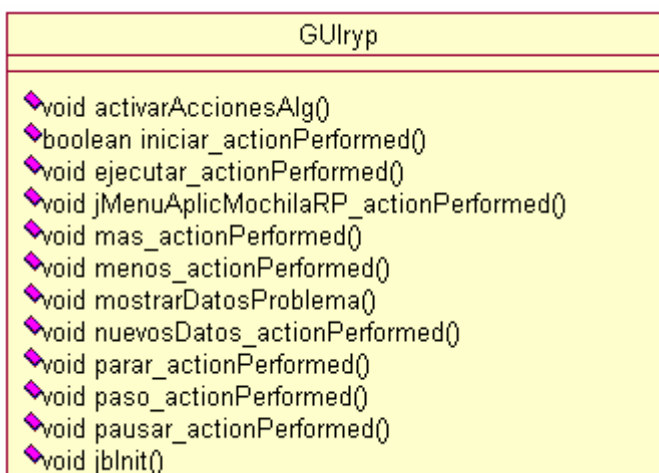 GUIryp
void activarAccionesAlg()
boolean iniciar_actionPerformed()
void ejecutar_actionPerformed()
void jMenuAplicMochilaRP_actionPerformed()
void mas_actionPerformed()
void menos_actionPerformed()
void mostrarDatosProblema()
void nuevosDatos_actionPerformed()
void parar_actionPerformed()
void paso_actionPerformed()
void pausar_actionPerformed()
void jbInit()